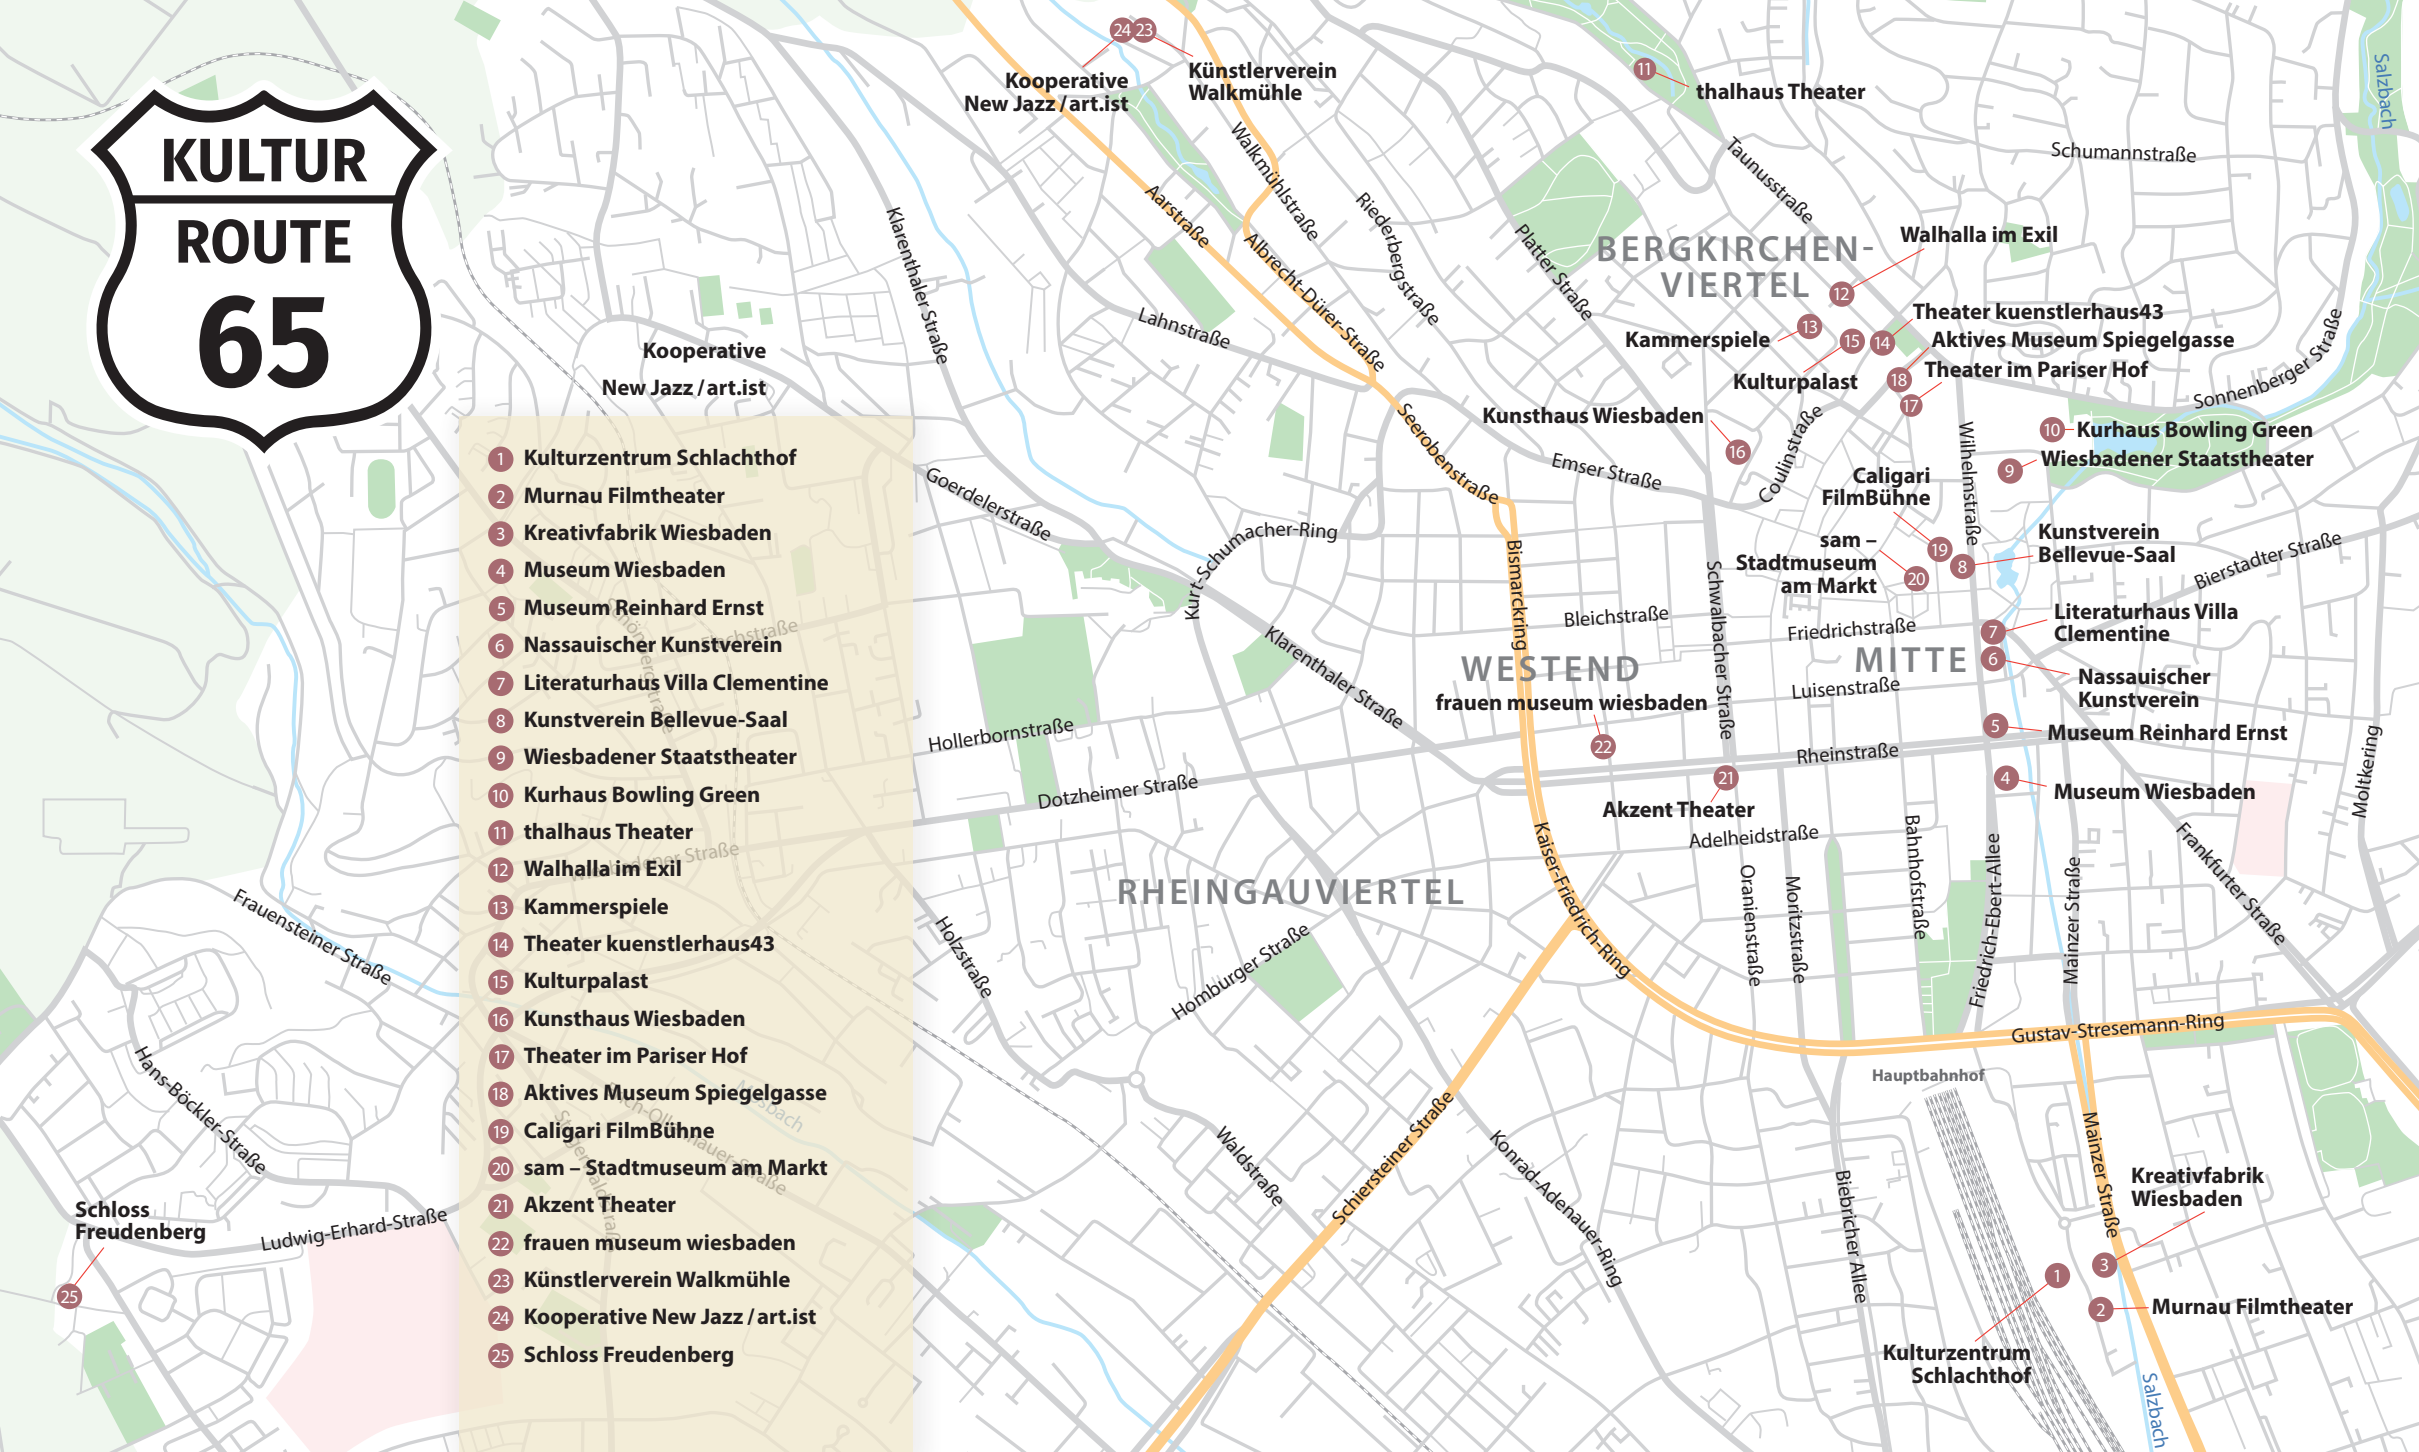 KULTUR
ROUTE
65
24
23
Kooperative
New Jazz / art.ist
Künstlerverein
Walkmühle
11
thalhaus Theater
Salzbach
Schumannstraße
Taunusstraße
Walkmühlstraße
Aarstraße
Albrecht-Dürer-Straße
Riederbergstraße
Platter Straße
Klarenthaler Straße
Lahnstraße
BERGKIRCHEN-
VIERTEL
Walhalla im Exil
12
13
Kammerspiele
15
14
Theater kuenstlerhaus43
Aktives Museum Spiegelgasse
18
Theater im Pariser Hof
17
Kulturpalast
Sonnenberger Straße
Kooperative
New Jazz / art.ist
Kunsthaus Wiesbaden
16
Coulinstraße
Wilhelmstraße
10
Kurhaus Bowling Green
9
Wiesbadener Staatstheater
Seerobenstraße
Emser Straße
Goerdelerstraße
Kurt-Schumacher-Ring
Caligari
FilmBühne
19
Kunstverein
Bellevue-Saal
8
sam –
Stadtmuseum
am Markt
20
Bierstadter Straße
Bismarckring
Bleichstraße
Schwalbacher Straße
Friedrichstraße
Literaturhaus Villa
Clementine
7
MITTE
6
Nassauischer
Kunstverein
Luisenstraße
WESTEND
frauen museum wiesbaden
22
Klarenthaler Straße
Hollerbornstraße
Dotzheimer Straße
5
Museum Reinhard Ernst
Rheinstraße
4
Museum Wiesbaden
21
Akzent Theater
Adelheidstraße
Moltkering
Frankfurter Straße
RHEINGAUVIERTEL
Kaiser-Friedrich-Ring
Oranienstraße
Moritzstraße
Bahnhofstraße
Friedrich-Ebert-Allee
Mainzer Straße
Holzstraße
Homburger Straße
Frauensteiner Straße
Hans-Böckler-Straße
Ludwig-Erhard-Straße
Gustav-Stresemann-Ring
Hauptbahnhof
Waldstraße
Schiersteiner Straße
Konrad-Adenauer-Ring
Biebricher Allee
Mainzer Straße
Kreativfabrik
Wiesbaden
3
1
2
Murnau Filmtheater
Kulturzentrum
Schlachthof
Salzbach
Schloss
Freudenberg
25
1 Kulturzentrum Schlachthof
2 Murnau Filmtheater
3 Kreativfabrik Wiesbaden
4 Museum Wiesbaden
5 Museum Reinhard Ernst
6 Nassauischer Kunstverein
7 Literaturhaus Villa Clementine
8 Kunstverein Bellevue-Saal
9 Wiesbadener Staatstheater
10 Kurhaus Bowling Green
11 thalhaus Theater
12 Walhalla im Exil
13 Kammerspiele
14 Theater kuenstlerhaus43
15 Kulturpalast
16 Kunsthaus Wiesbaden
17 Theater im Pariser Hof
18 Aktives Museum Spiegelgasse
19 Caligari FilmBühne
20 sam – Stadtmuseum am Markt
21 Akzent Theater
22 frauen museum wiesbaden
23 Künstlerverein Walkmühle
24 Kooperative New Jazz / art.ist
25 Schloss Freudenberg